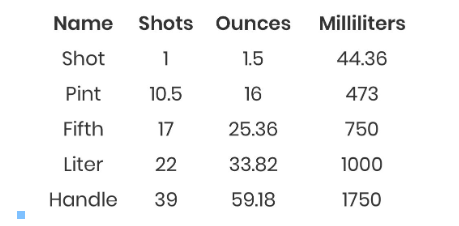 Name Shots Ounces Milliliters
Shot 1 1.5 44.36
Pint 10.5 16 473
Fifth 17 25.36 750
Liter 22 33.82 1000
Handle 39 59.18 1750